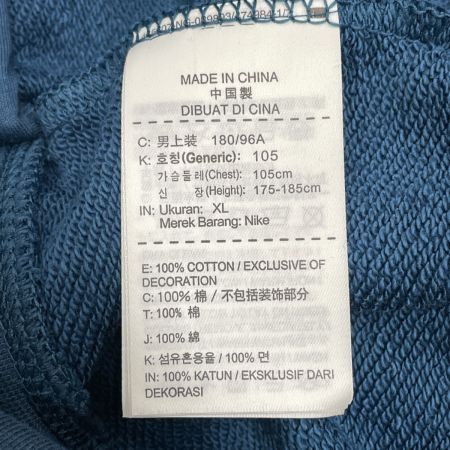 MADE IN CHINA
中国製
DIBUAT DI CINA
C: 男上装 180/96A
K: 호칭(Generic): 105
가슴둘레(Chest): 105cm
신 장(Height): 175-185cm
IN: Ukuran: XL
Merek Barang: Nike
E: 100% COTTON / EXCLUSIVE OF
DECORATION
C: 100% 棉 / 不包括装饰部分
T: 100% 棉
J: 100% 綿
K: 섬유혼용율 / 100% 면
IN: 100% KATUN / EKSKLUSIF DARI
DEKORASI